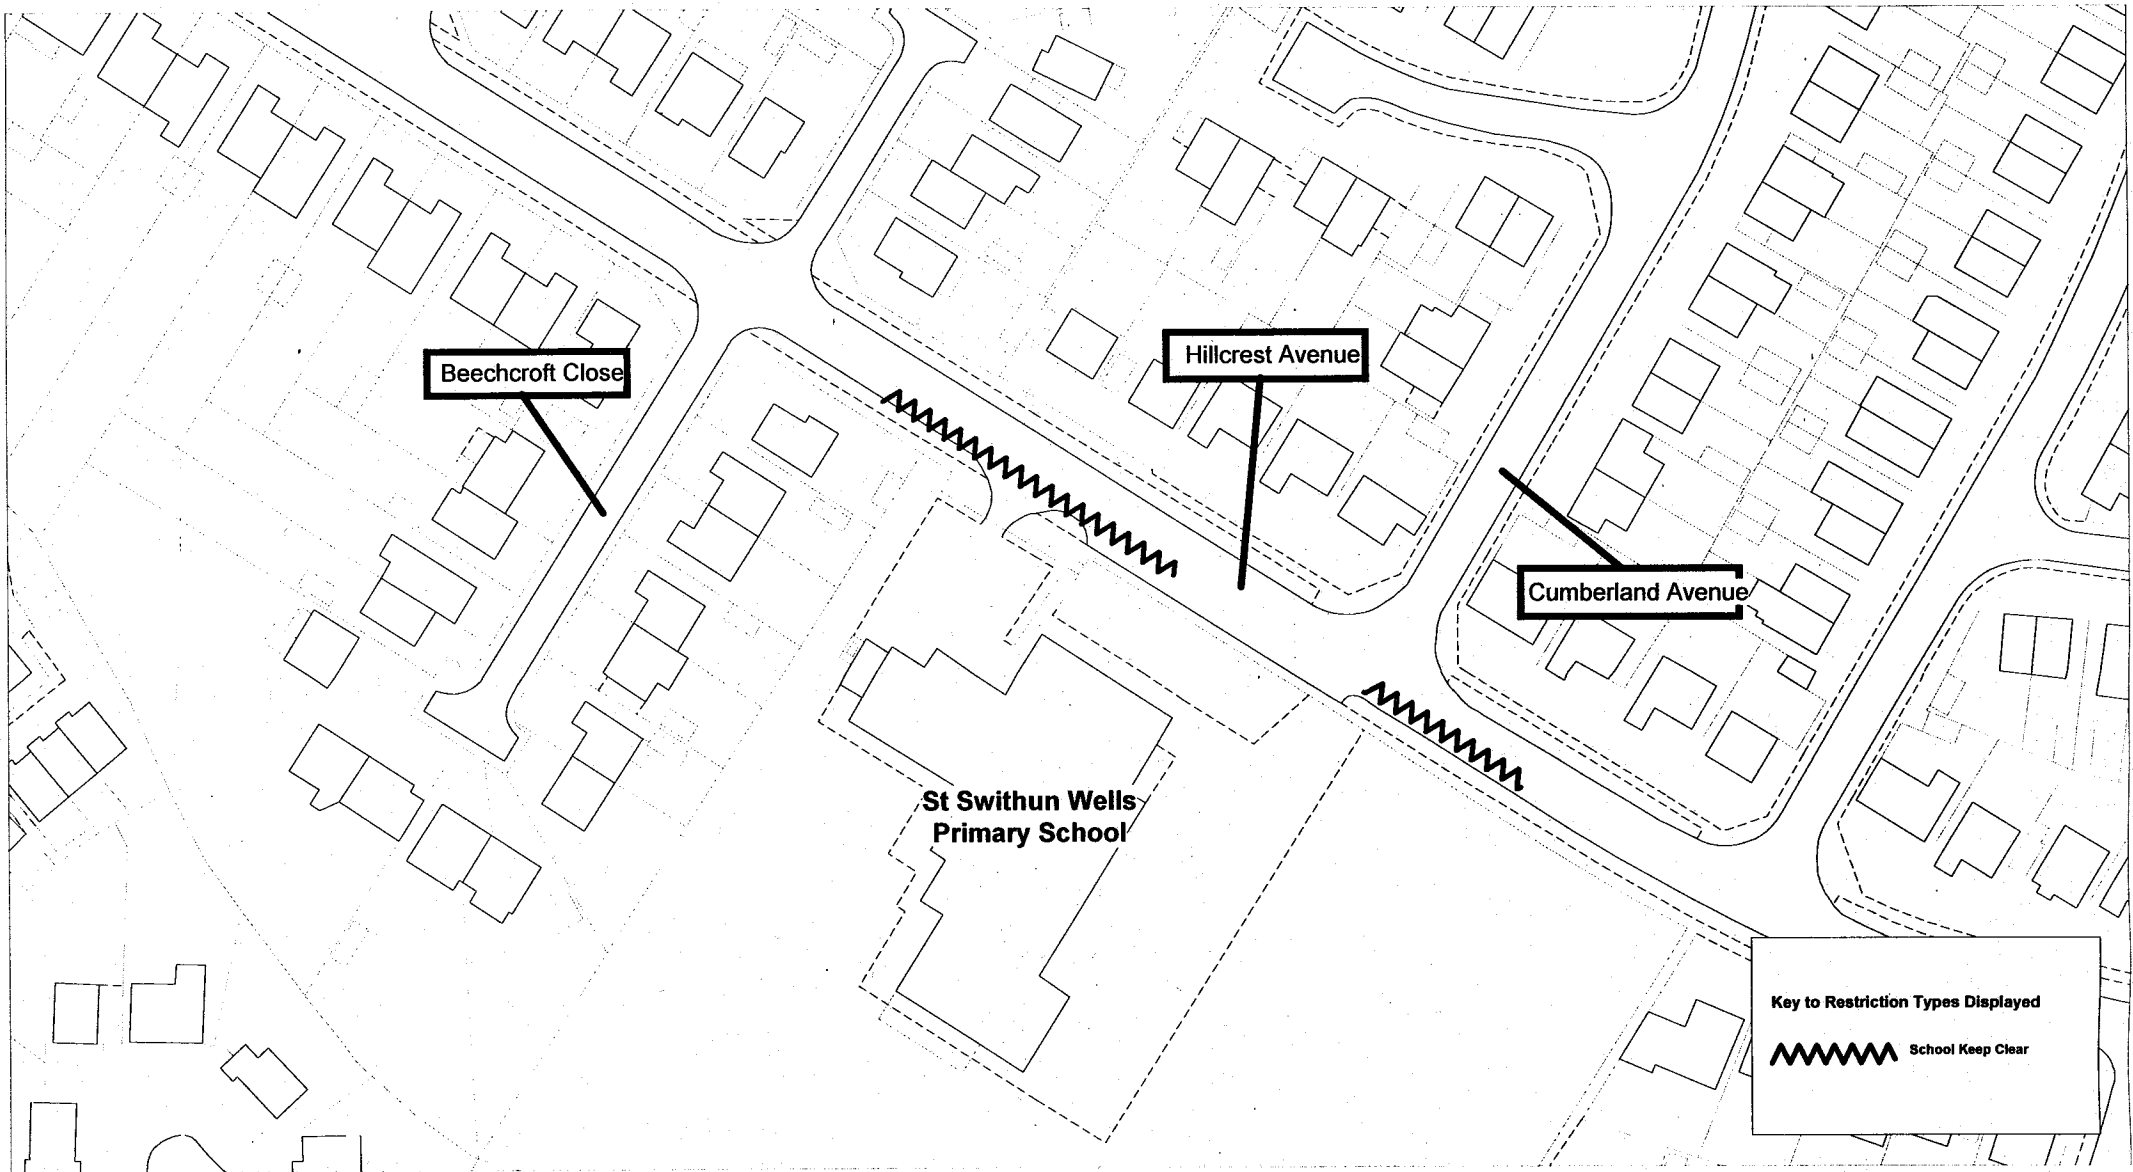 Hillcrest Avenue
Beechcroft Close
Cumberland Avenue
St Swithun Wells
Primary School
Key to Restriction Types Displayed
School Keep Clear